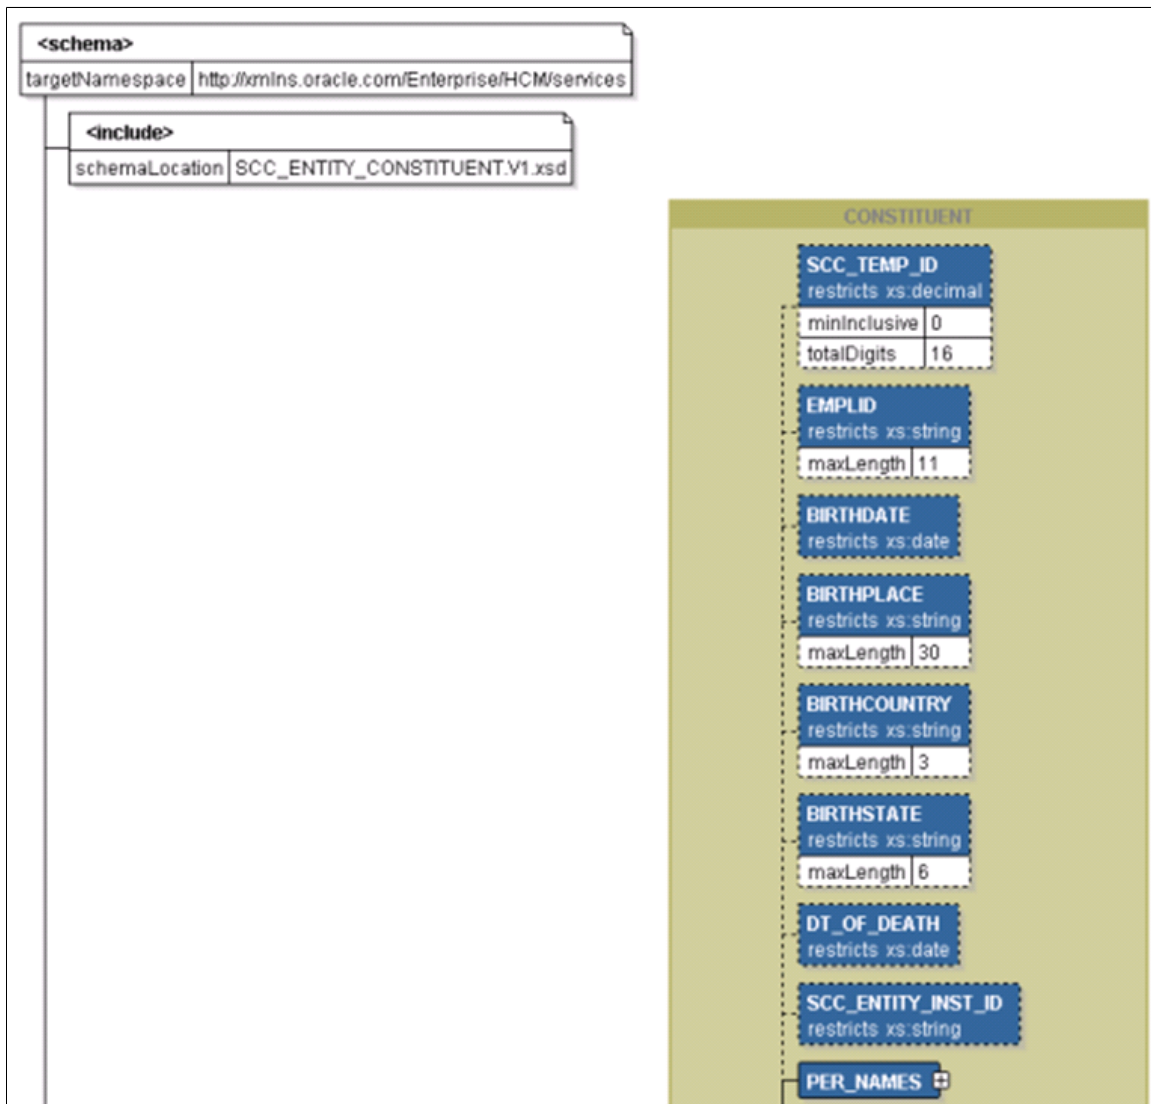 <schema>
targetNamespace http://xmlns.oracle.com/Enterprise/HCM/services
<include>
schemaLocation SCC_ENTITY_CONSTITUENT.V1.xsd
CONSTITUENT
SCC_TEMP_ID
restricts xs:decimal
minInclusive 0
totalDigits 16
EMPLID
restricts xs:string
maxLength 11
BIRTHDATE
restricts xs:date
BIRTHPLACE
restricts xs:string
maxLength 30
BIRTHCOUNTRY
restricts xs:string
maxLength 3
BIRTHSTATE
restricts xs:string
maxLength 6
DT_OF_DEATH
restricts xs:date
SCC_ENTITY_INST_ID
restricts xs:string
PER_NAMES